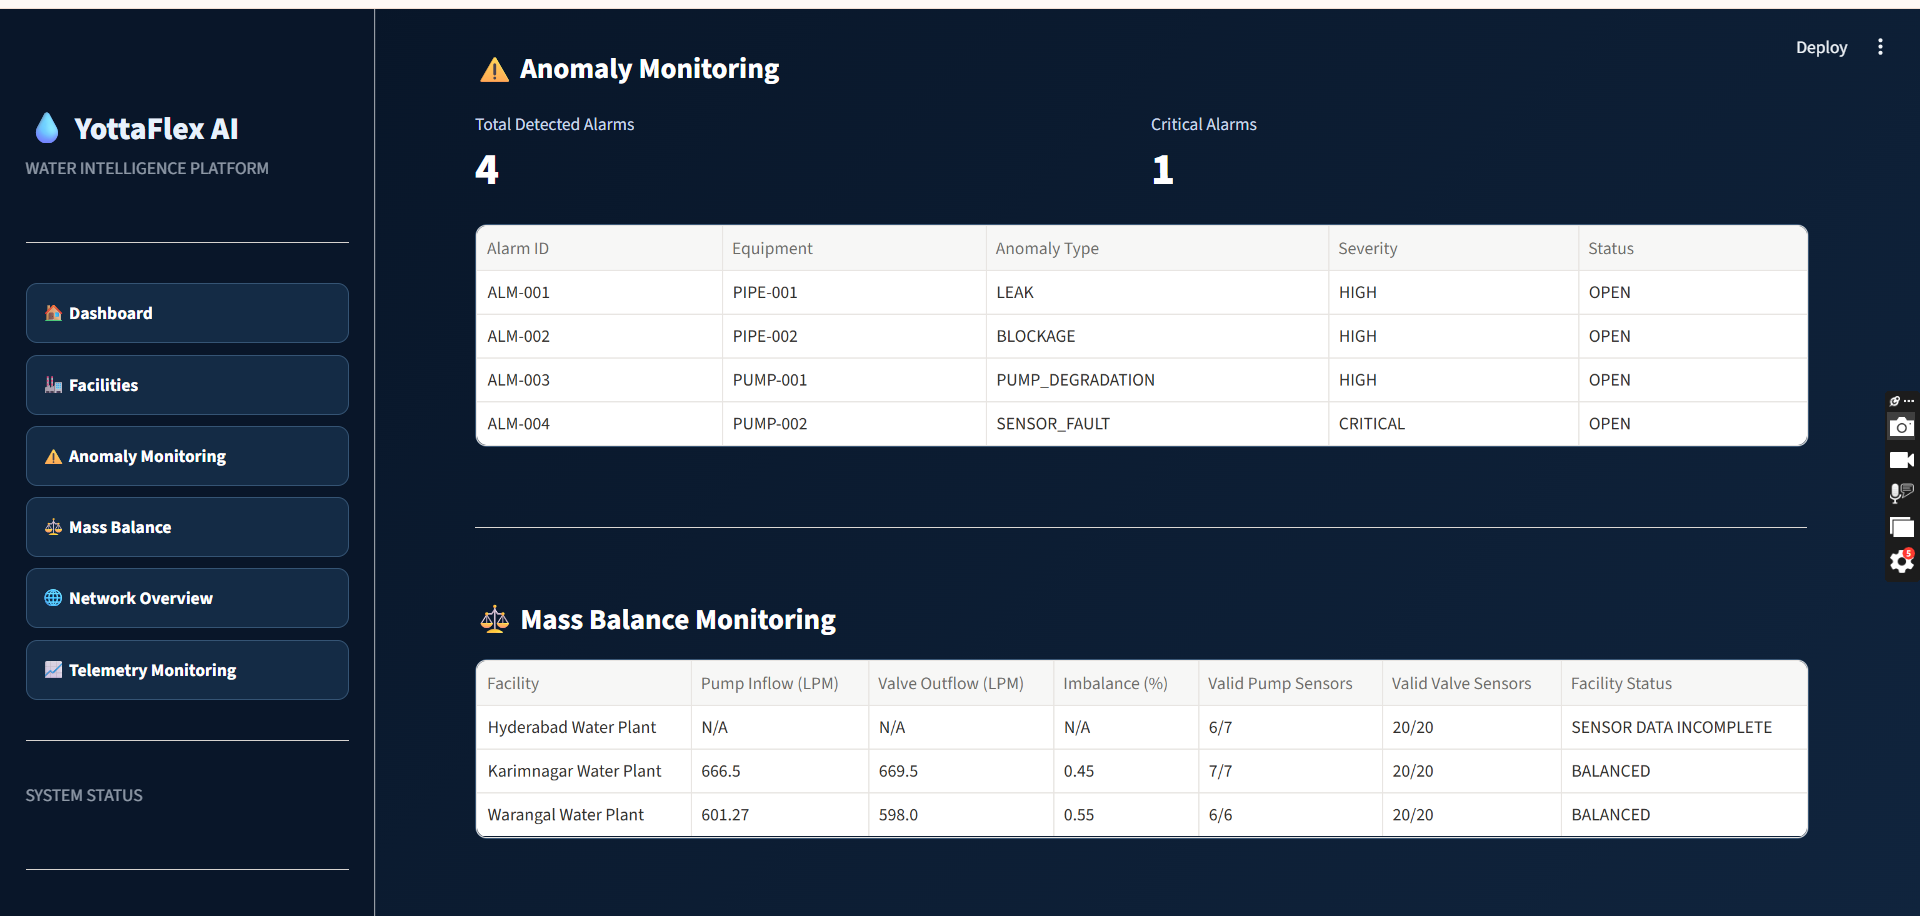 YottaFlex AI
WATER INTELLIGENCE PLATFORM
Dashboard
Facilities
Anomaly Monitoring
Mass Balance
Network Overview
Telemetry Monitoring
SYSTEM STATUS
Deploy
Anomaly Monitoring
Total Detected Alarms
4
Critical Alarms
1
Alarm ID Equipment Anomaly Type Severity Status
ALM-001 PIPE-001 LEAK HIGH OPEN
ALM-002 PIPE-002 BLOCKAGE HIGH OPEN
ALM-003 PUMP-001 PUMP_DEGRADATION HIGH OPEN
ALM-004 PUMP-002 SENSOR_FAULT CRITICAL OPEN
Mass Balance Monitoring
Facility Pump Inflow (LPM) Valve Outflow (LPM) Imbalance (%) Valid Pump Sensors Valid Valve Sensors Facility Status
Hyderabad Water Plant N/A N/A N/A 6/7 20/20 SENSOR DATA INCOMPLETE
Karimnagar Water Plant 666.5 669.5 0.45 7/7 20/20 BALANCED
Warangal Water Plant 601.27 598.0 0.55 6/6 20/20 BALANCED
5